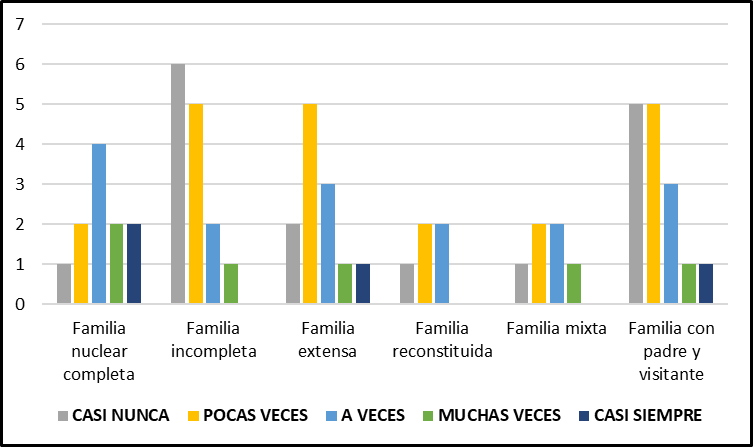 7
6
5
4
3
2
1
0
Familia nuclear completa
Familia incompleta
Familia extensa
Familia reconstituida
Familia mixta
Familia con padre y visitante
CASI NUNCA POCAS VECES A VECES MUCHAS VECES CASI SIEMPRE